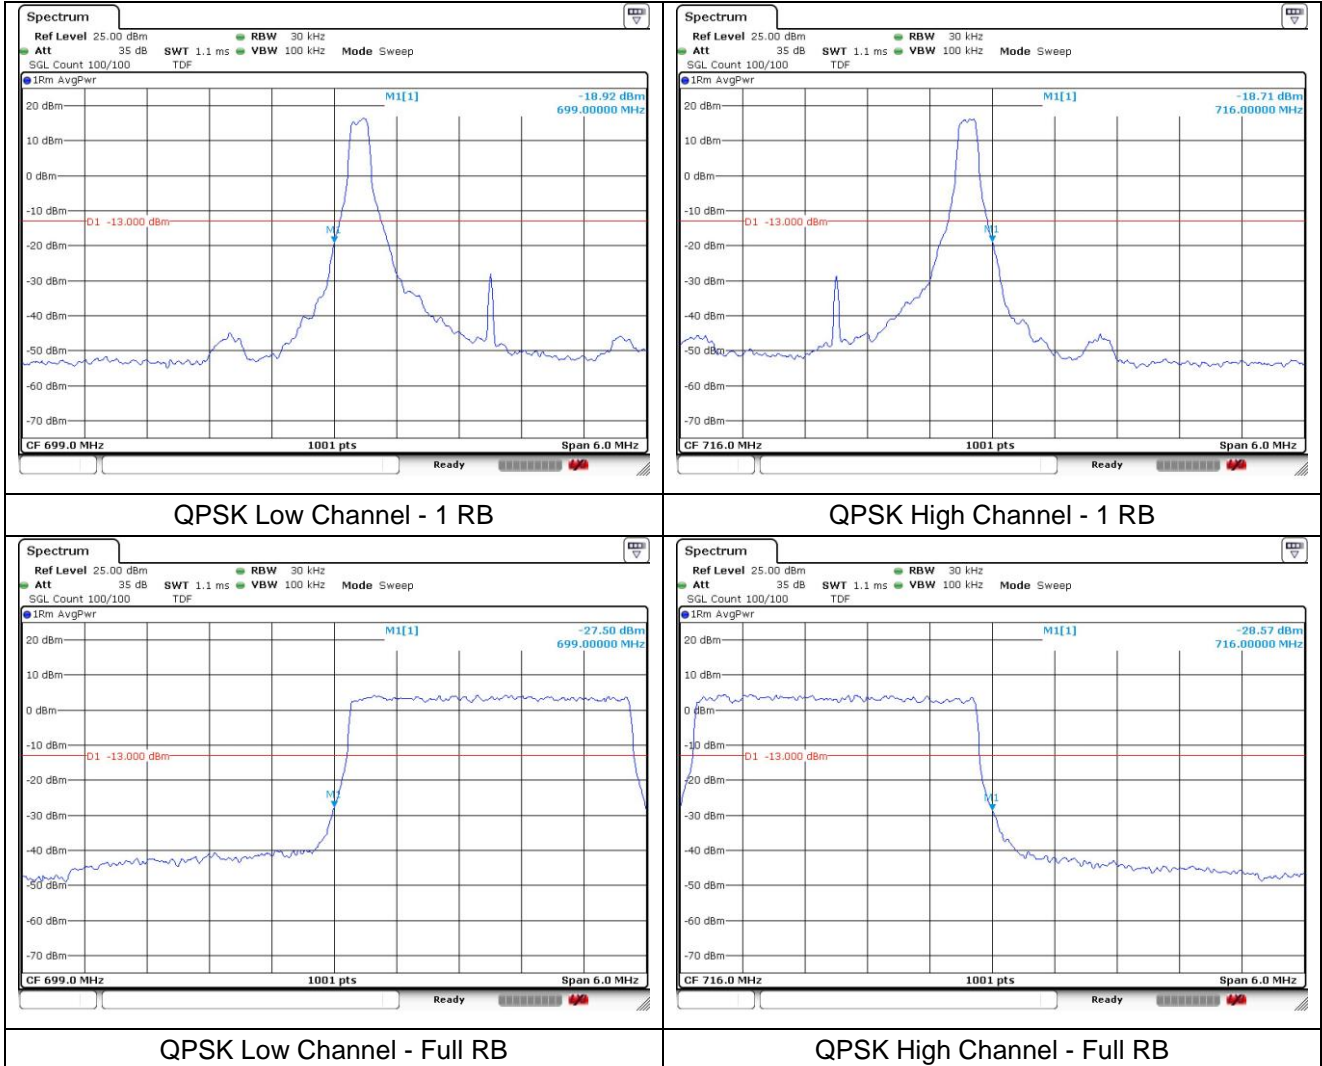 Spectrum
Ref Level 25.00 dBm RBW 30 kHz
Att 35 dB SWT 1.1 ms VBW 100 kHz Mode Sweep
SGL Count 100/100 TDF
1Rm AvgPwr
M1[1] -18.92 dBm
699.00000 MHz
20 dBm
10 dBm
0 dBm
-10 dBm
D1 -13.000 dBm
M1
-20 dBm
-30 dBm
-40 dBm
-50 dBm
-60 dBm
-70 dBm
CF 699.0 MHz 1001 pts Span 6.0 MHz
Ready
Spectrum
Ref Level 25.00 dBm RBW 30 kHz
Att 35 dB SWT 1.1 ms VBW 100 kHz Mode Sweep
SGL Count 100/100 TDF
1Rm AvgPwr
M1[1] -18.71 dBm
716.00000 MHz
20 dBm
10 dBm
0 dBm
-10 dBm
D1 -13.000 dBm
M1
-20 dBm
-30 dBm
-40 dBm
-50 dBm
-60 dBm
-70 dBm
CF 716.0 MHz 1001 pts Span 6.0 MHz
Ready
QPSK Low Channel - 1 RB
QPSK High Channel - 1 RB
Spectrum
Ref Level 25.00 dBm RBW 30 kHz
Att 35 dB SWT 1.1 ms VBW 100 kHz Mode Sweep
SGL Count 100/100 TDF
1Rm AvgPwr
M1[1] -27.50 dBm
699.00000 MHz
20 dBm
10 dBm
0 dBm
-10 dBm
D1 -13.000 dBm
-20 dBm
M1
-30 dBm
-40 dBm
-50 dBm
-60 dBm
-70 dBm
CF 699.0 MHz 1001 pts Span 6.0 MHz
Ready
Spectrum
Ref Level 25.00 dBm RBW 30 kHz
Att 35 dB SWT 1.1 ms VBW 100 kHz Mode Sweep
SGL Count 100/100 TDF
1Rm AvgPwr
M1[1] -28.57 dBm
716.00000 MHz
20 dBm
10 dBm
0 dBm
-10 dBm
D1 -13.000 dBm
-20 dBm
M1
-30 dBm
-40 dBm
-50 dBm
-60 dBm
-70 dBm
CF 716.0 MHz 1001 pts Span 6.0 MHz
Ready
QPSK Low Channel - Full RB
QPSK High Channel - Full RB